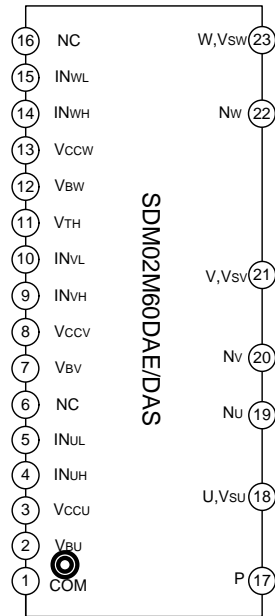 16 NC
15 INWL
14 INWH
13 VCCW
12 VBW
11 VTH
10 INVL
9 INVH
8 VCCV
7 VBV
6 NC
5 INUL
4 INUH
3 VCCU
2 VBU
1 COM
SDM02M60DAE/DAS
W,VSW 23
NW 22
V,VSV 21
NV 20
NU 19
U,VSU 18
P 17